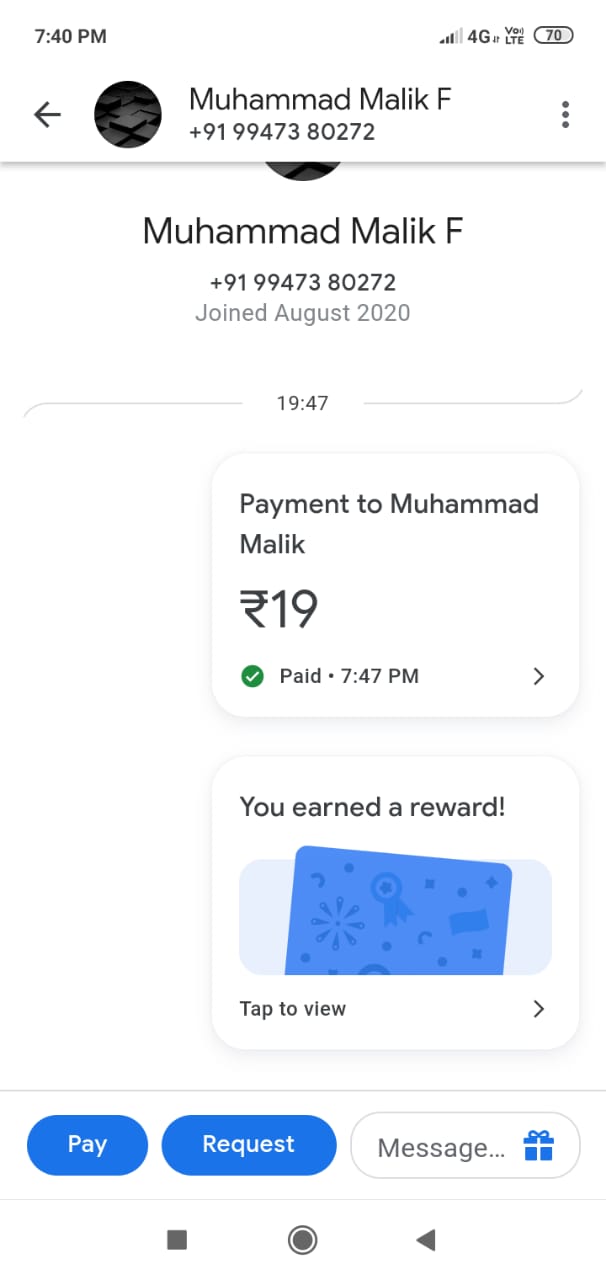 7:40 PM 4G VoLTE 70
Muhammad Malik F
+91 99473 80272
Muhammad Malik F
+91 99473 80272
Joined August 2020
19:47
Payment to Muhammad
Malik
₹19
Paid • 7:47 PM
You earned a reward!
Tap to view
Pay Request Message...